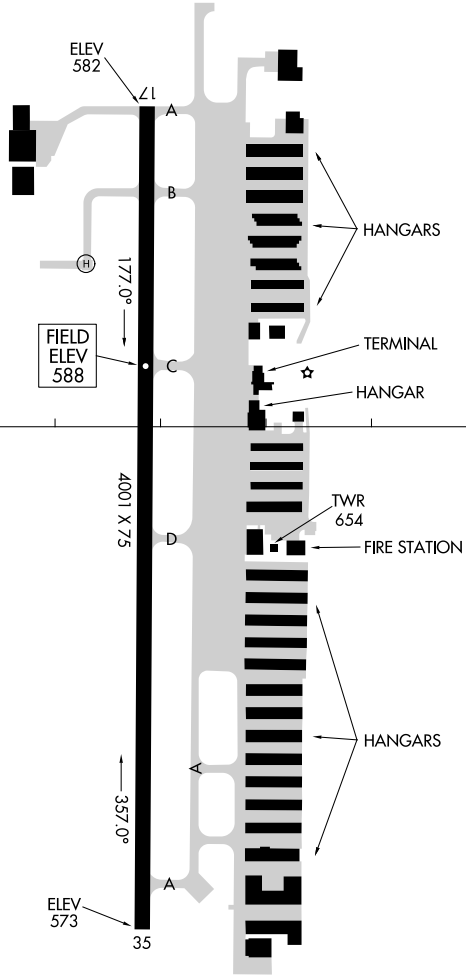 ELEV
582
17
A
B
HANGARS
H
177.0°
FIELD
ELEV
588
C
TERMINAL
HANGAR
4001 X 75
TWR
654
D
FIRE STATION
A
HANGARS
357.0°
A
ELEV
573
35